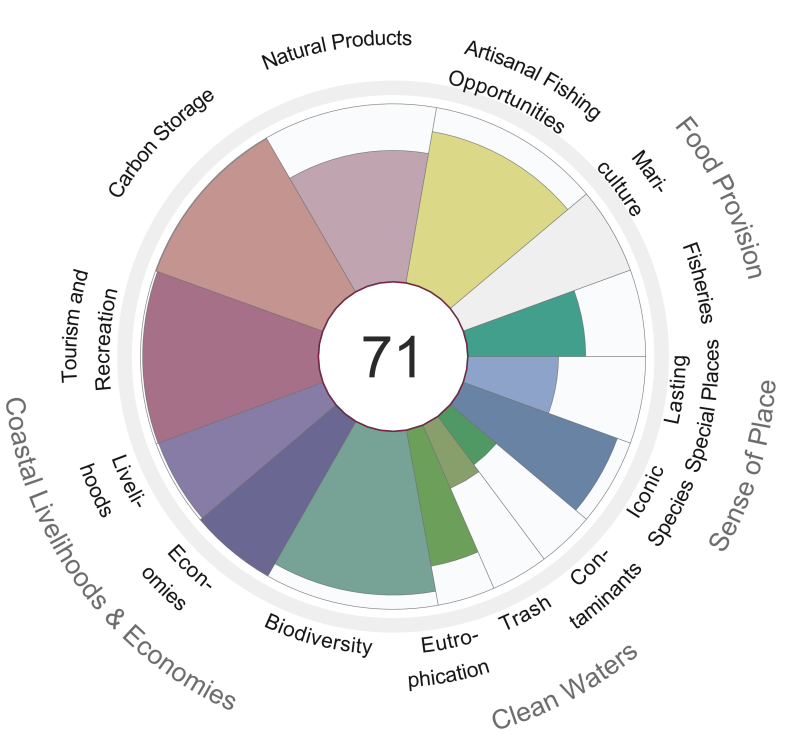 Natural Products
Artisanal Fishing
Opportunities
Mari-
culture
Food Provision
Fisheries
Lasting
Special Places
Sense of Place
Iconic
Species
Con-
taminants
Trash
Clean Waters
Eutro-
phication
Biodiversity
Econ-
omies
Liveli-
hoods
Coastal Livelihoods & Economies
Tourism and
Recreation
Carbon Storage
71